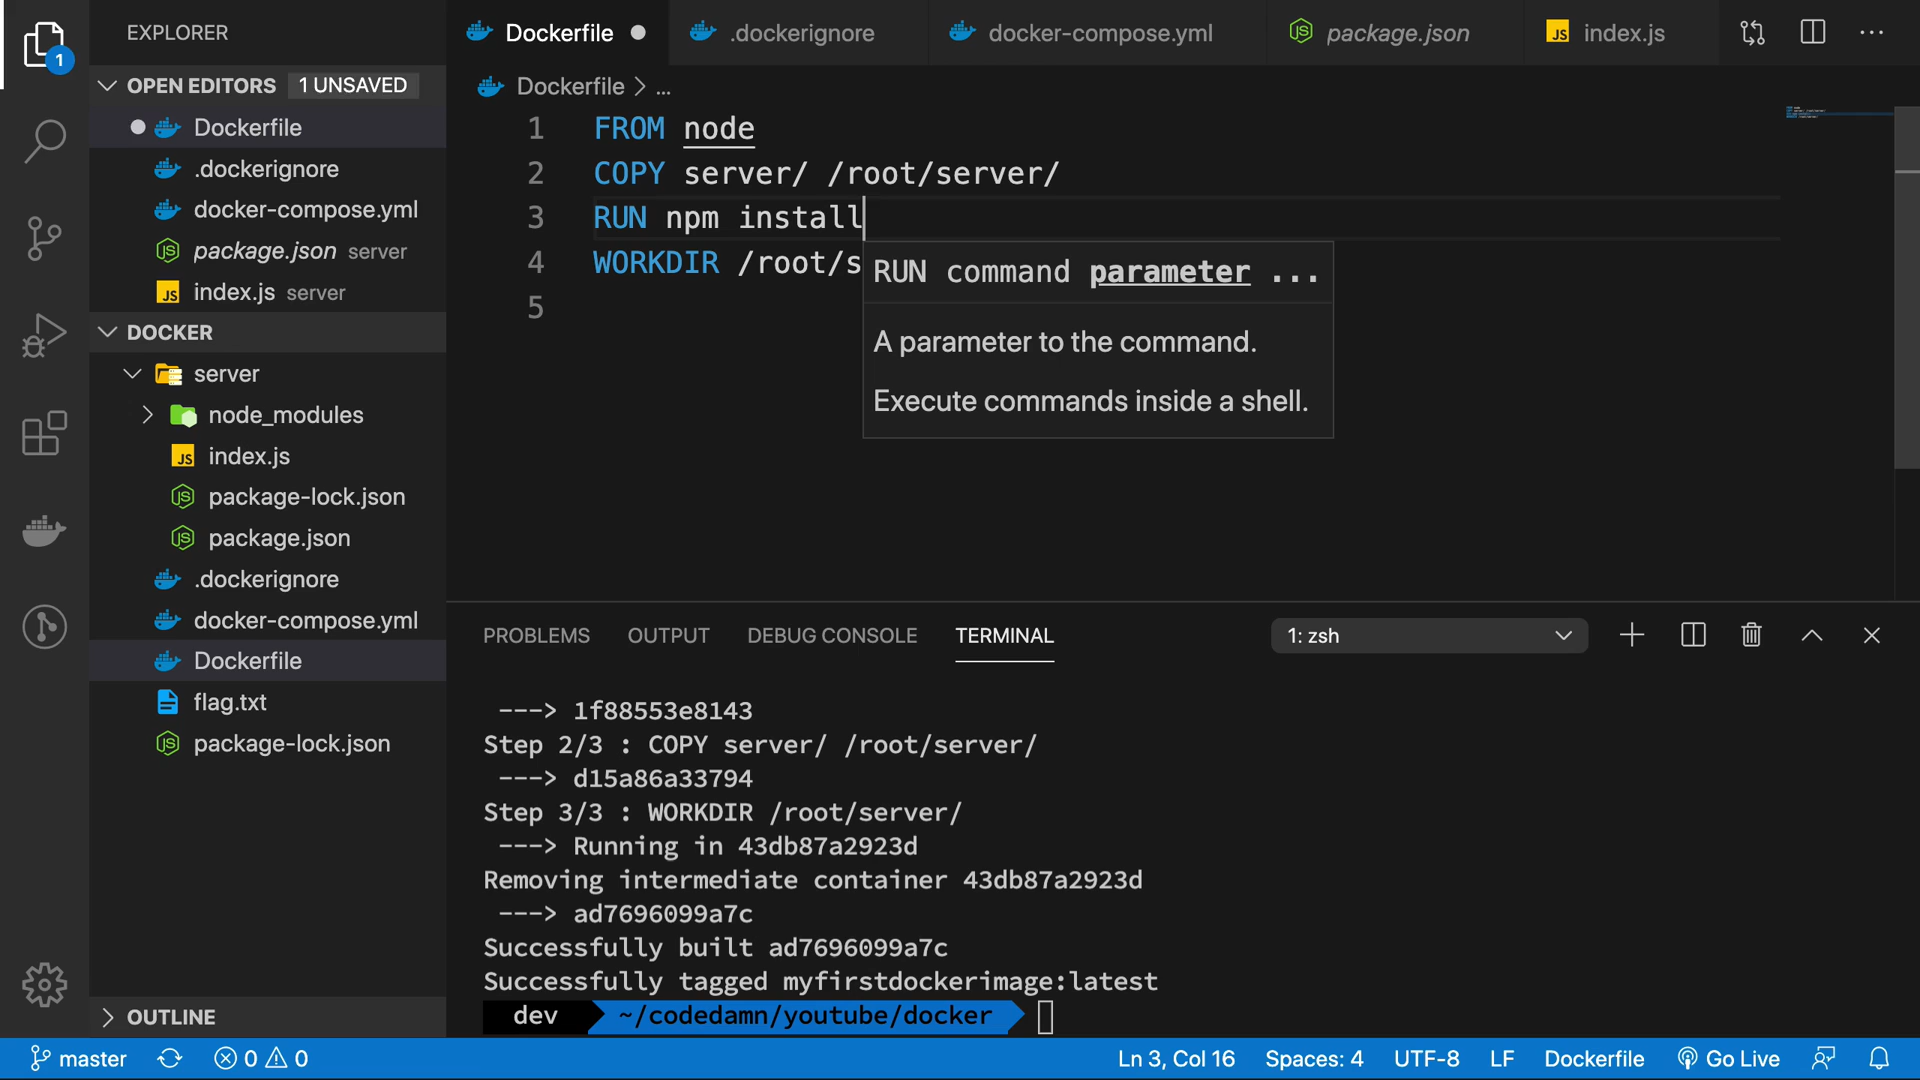 EXPLORER
OPEN EDITORS 1 UNSAVED
Dockerfile
.dockerignore
docker-compose.yml
package.json server
JS index.js server
DOCKER
server
node_modules
JS index.js
package-lock.json
package.json
.dockerignore
docker-compose.yml
Dockerfile
flag.txt
package-lock.json
OUTLINE
1
Dockerfile
.dockerignore
docker-compose.yml
package.json
JS index.js
Dockerfile > ...
1 FROM node
2 COPY server/ /root/server/
3 RUN npm install
4 WORKDIR /root/s
5
RUN command parameter ...
A parameter to the command.
Execute commands inside a shell.
PROBLEMS OUTPUT DEBUG CONSOLE TERMINAL 1: zsh
---> 1f88553e8143
Step 2/3 : COPY server/ /root/server/
---> d15a86a33794
Step 3/3 : WORKDIR /root/server/
---> Running in 43db87a2923d
Removing intermediate container 43db87a2923d
---> ad7696099a7c
Successfully built ad7696099a7c
Successfully tagged myfirstdockerimage:latest
dev ~/codedamn/youtube/docker
master 0 0 Ln 3, Col 16 Spaces: 4 UTF-8 LF Dockerfile Go Live